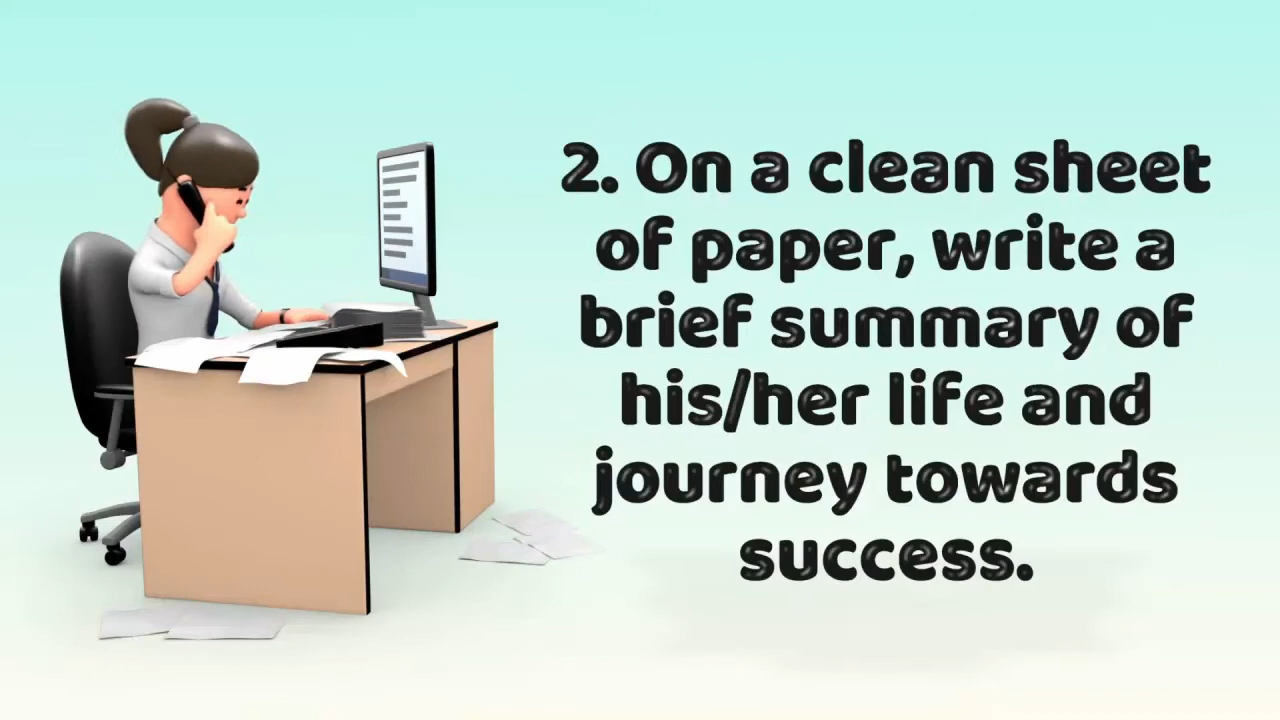 2. On a clean sheet
of paper, write a
brief summary of
his/her life and
journey towards
success.